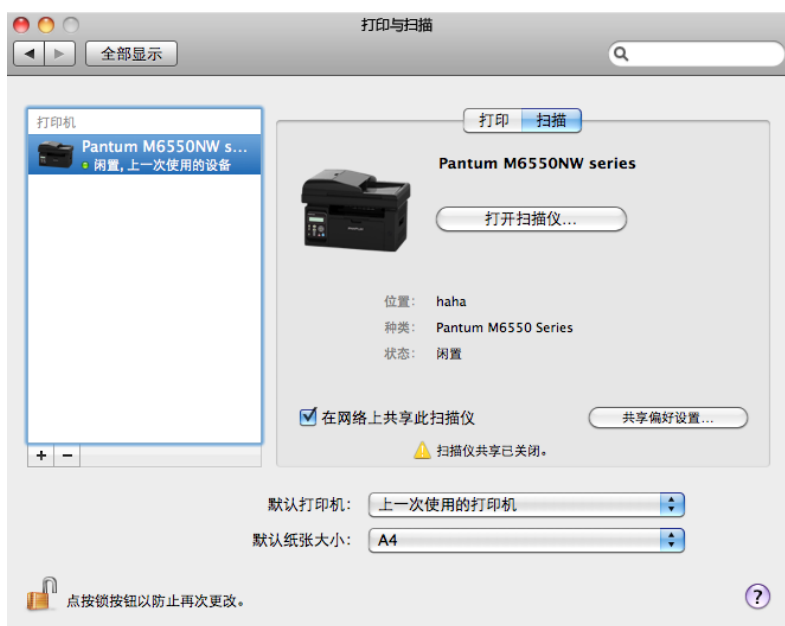 打印与扫描
全部显示
打印 扫描
打印机
Pantum M6550NW s...
闲置, 上一次使用的设备
Pantum M6550NW series
打开扫描仪...
位置: haha
种类: Pantum M6550 Series
状态: 闲置
在网络上共享此扫描仪 共享偏好设置...
扫描仪共享已关闭。
+ −
默认打印机: 上一次使用的打印机
默认纸张大小: A4
点按锁按钮以防止再次更改。 ?